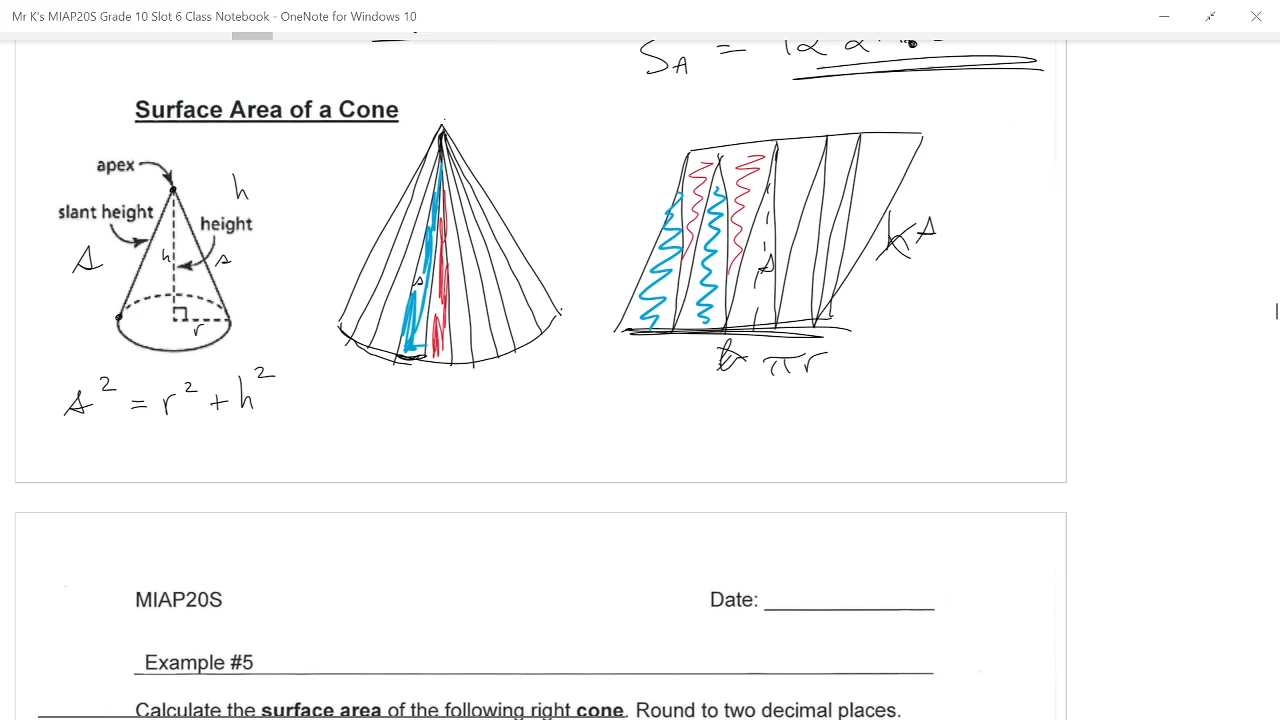 Mr K's MIAP20S Grade 10 Slot 6 Class Notebook - OneNote for Windows 10
S_A =
Surface Area of a Cone
apex
h
slant height
height
s
h
s
r
s² = r² + h²
s
s
s
b πr
MIAP20S
Date: ____________
Example #5
Calculate the surface area of the following right cone. Round to two decimal places.